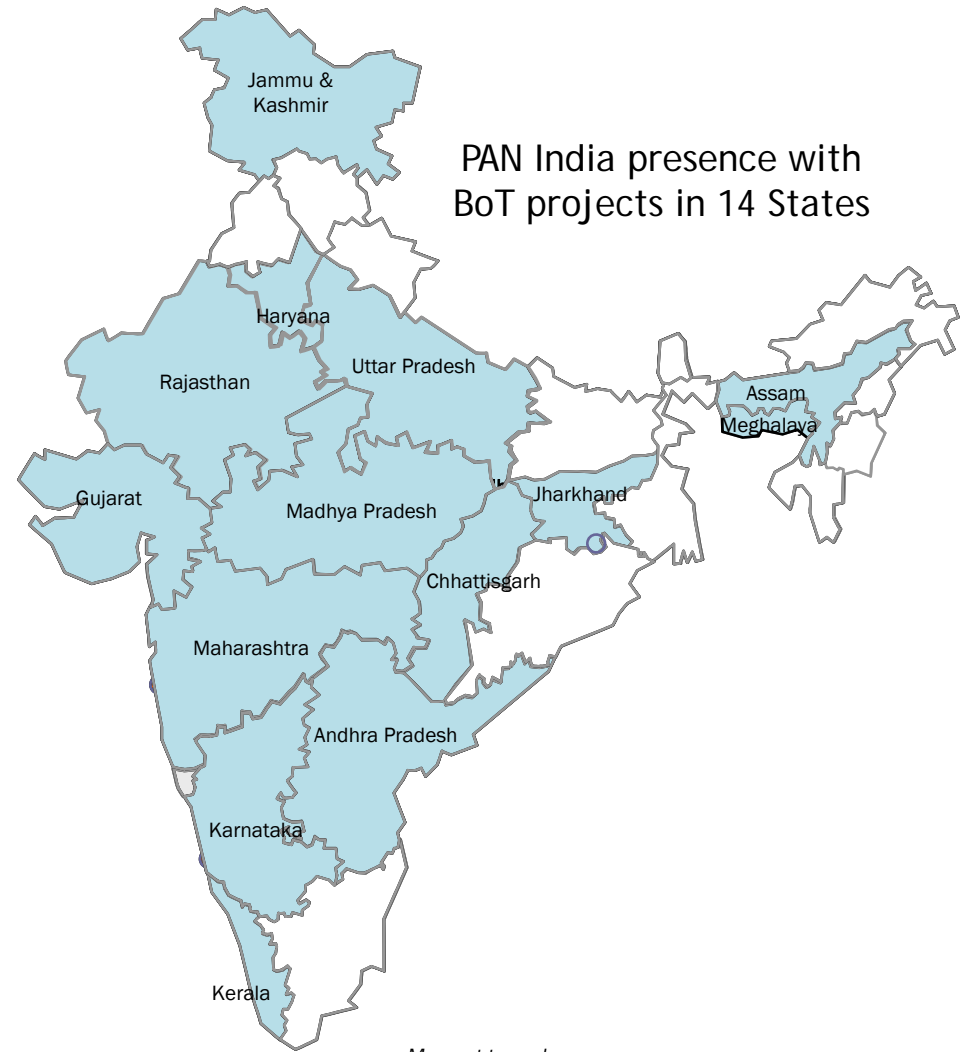 Jammu &
Kashmir
PAN India presence with
BoT projects in 14 States
Haryana
Uttar Pradesh
Rajasthan
Assam
Meghalaya
Gujarat
Jharkhand
Madhya Pradesh
Chhattisgarh
Maharashtra
Andhra Pradesh
Karnataka
Kerala